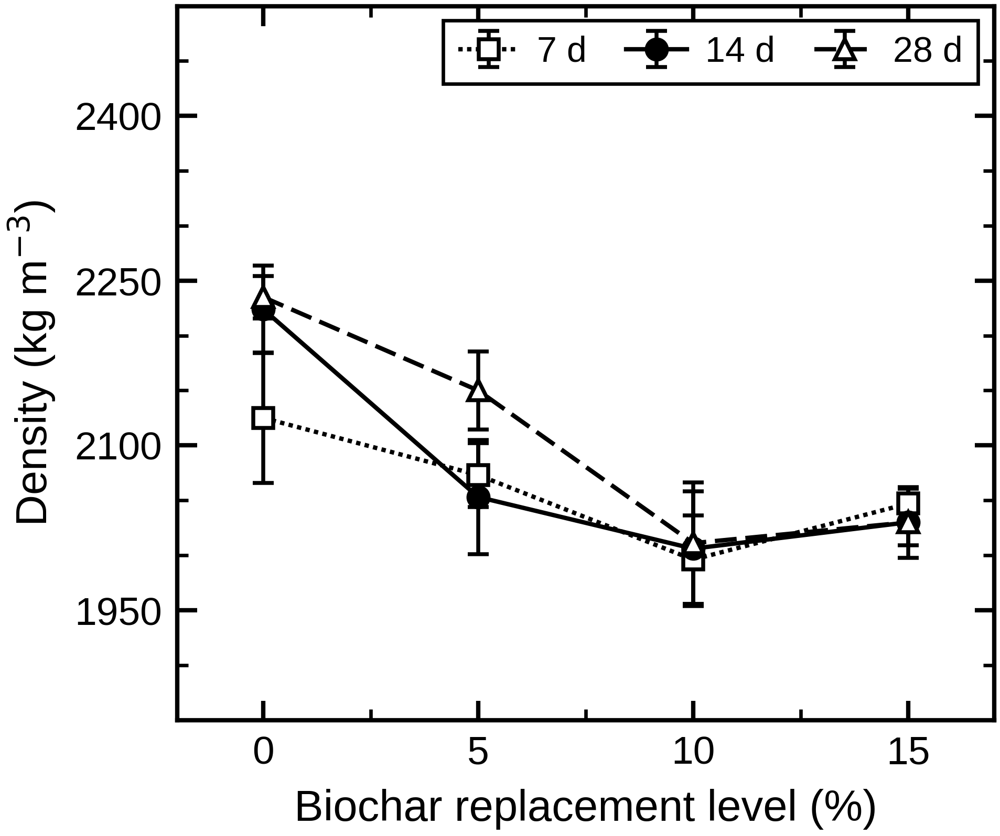 7 d 14 d 28 d
2400
2250
2100
1950
Density (kg m⁻³)
0 5 10 15
Biochar replacement level (%)